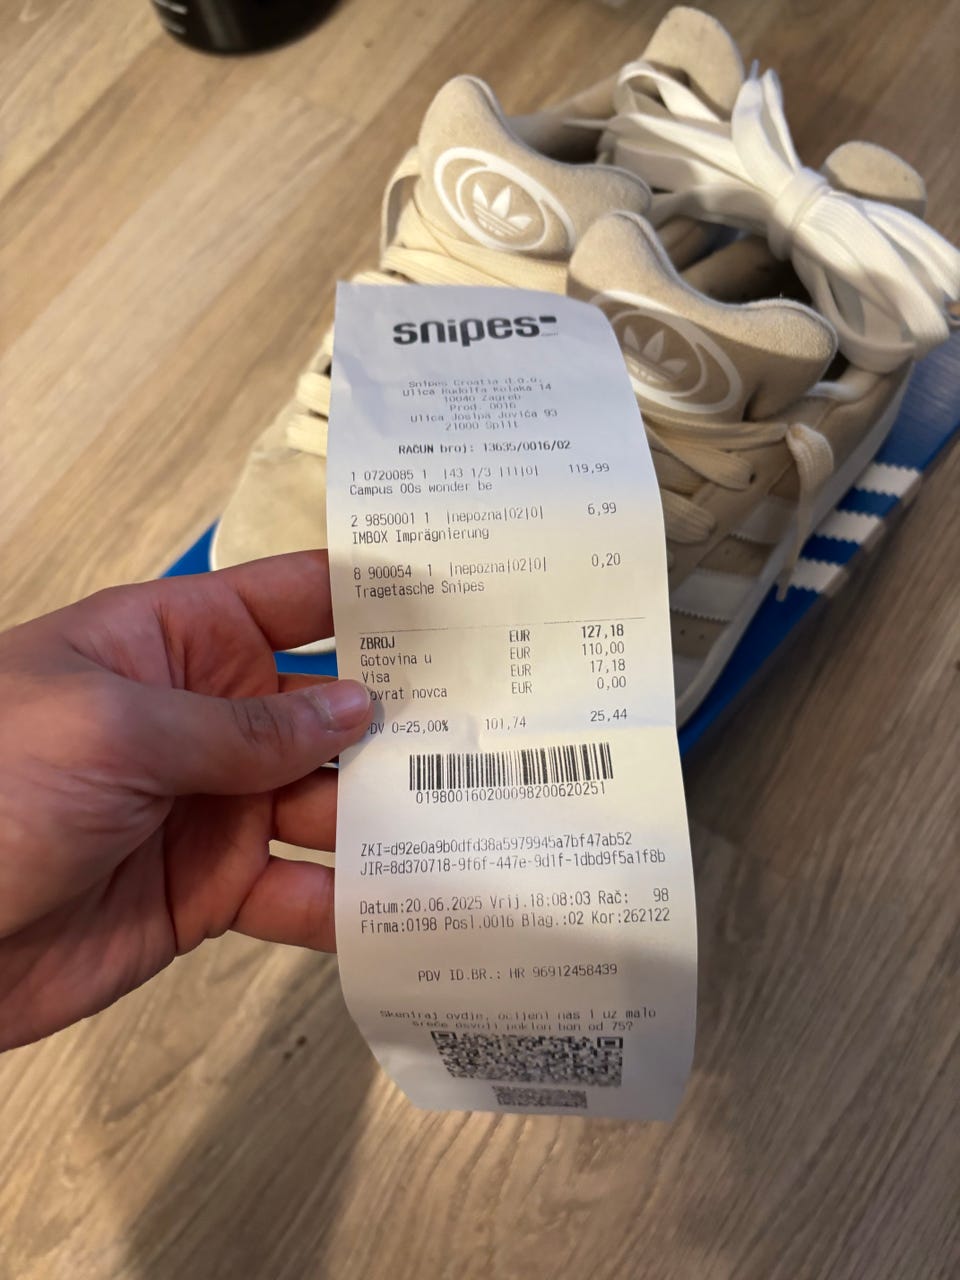 snipes
Snipes Croatia d.o.o.
Ulica Rudolfa Kolaka 14
10040 Zagreb
Prod. 0016
Ulica Josipa Jovića 93
21000 Split
RAČUN broj: 13635/0016/02
1 0720085 1 |43 1/3 |11|0| 119,99
Campus 00s wonder be
2 9850001 1 |nepozna|02|0| 6,99
IMBOX Imprägnierung
8 900054 1 |nepozna|02|0| 0,20
Tragetasche Snipes
ZBROJ EUR 127,18
Gotovina u EUR 110,00
Visa EUR 17,18
ovrat novca EUR 0,00
PDV 0=25,00% 101,74 25,44
019800160200098200620251
ZKI=d92e0a9b0dfd38a5979945a7bf47ab52
JIR=8d370718-9f6f-447e-9d1f-1dbd9f5a1f8b
Datum:20.06.2025 Vrij.18:08:03 Rač: 98
Firma:0198 Posl.0016 Blag.:02 Kor:262122
PDV ID.BR.: HR 96912458439
Skeniraj ovdje, ocijeni nas i uz malo
sreće osvoji poklon bon od 75?